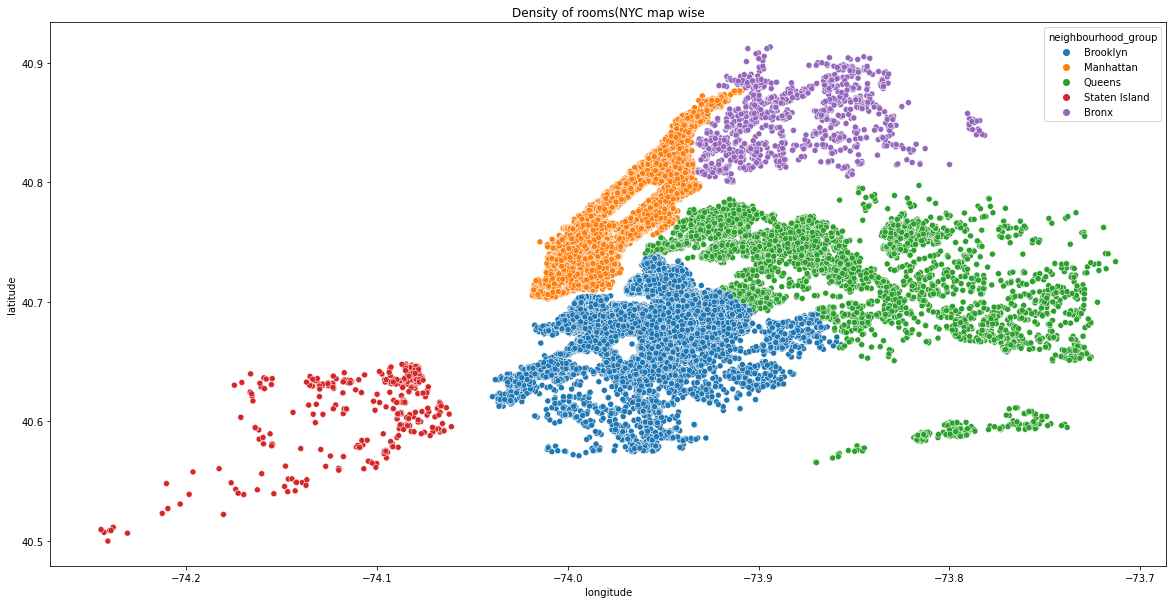 Density of rooms(NYC map wise
neighbourhood_group
Brooklyn
Manhattan
Queens
Staten Island
Bronx
latitude
40.9
40.8
40.7
40.6
40.5
−74.2
−74.1
−74.0
−73.9
−73.8
−73.7
longitude